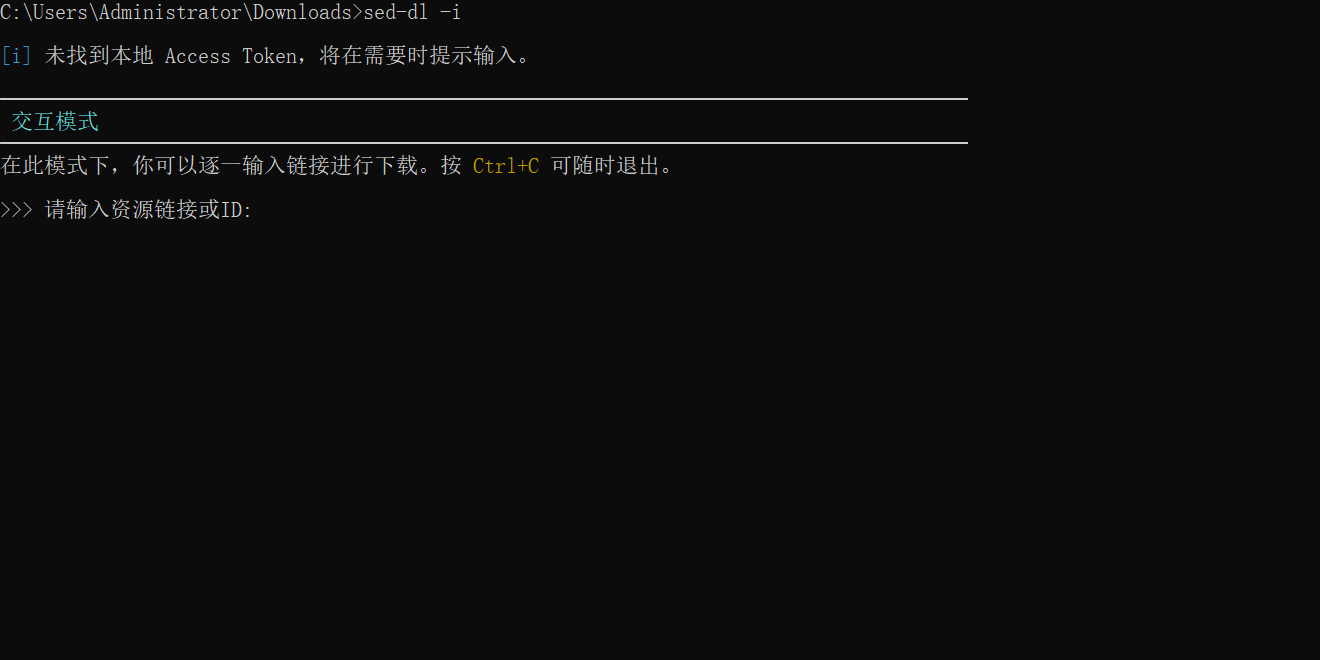 C:\Users\Administrator\Downloads>sed-dl -i
[i] 未找到本地 Access Token，将在需要时提示输入。
交互模式
在此模式下，你可以逐一输入链接进行下载。按 Ctrl+C 可随时退出。
>>> 请输入资源链接或ID: